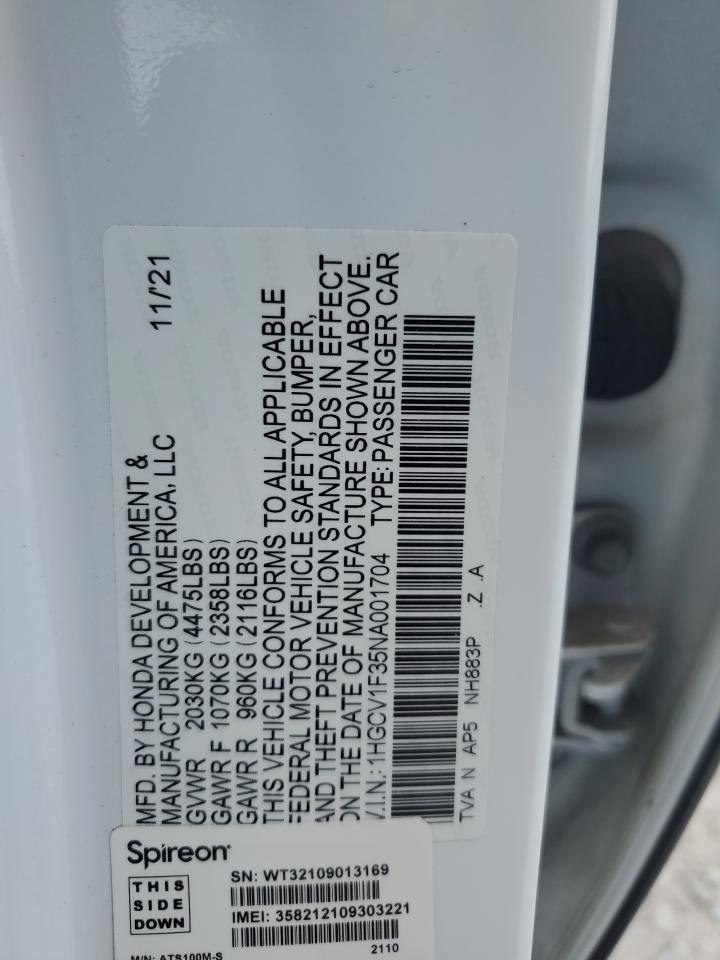 MFD. BY HONDA DEVELOPMENT & 11/'21
MANUFACTURING OF AMERICA, LLC
GVWR 2030KG (4475LBS)
GAWR F 1070KG (2358LBS)
GAWR R 960KG (2116LBS)
THIS VEHICLE CONFORMS TO ALL APPLICABLE
FEDERAL MOTOR VEHICLE SAFETY, BUMPER,
AND THEFT PREVENTION STANDARDS IN EFFECT
ON THE DATE OF MANUFACTURE SHOWN ABOVE.
V.I.N.: 1HGCV1F35NA001704 TYPE: PASSENGER CAR
TVA N AP5 NH883P .Z .A
Spireon
THIS
SIDE
DOWN
SN: WT32109013169
IMEI: 358212109303221
M/N: ATS100M-S 2110